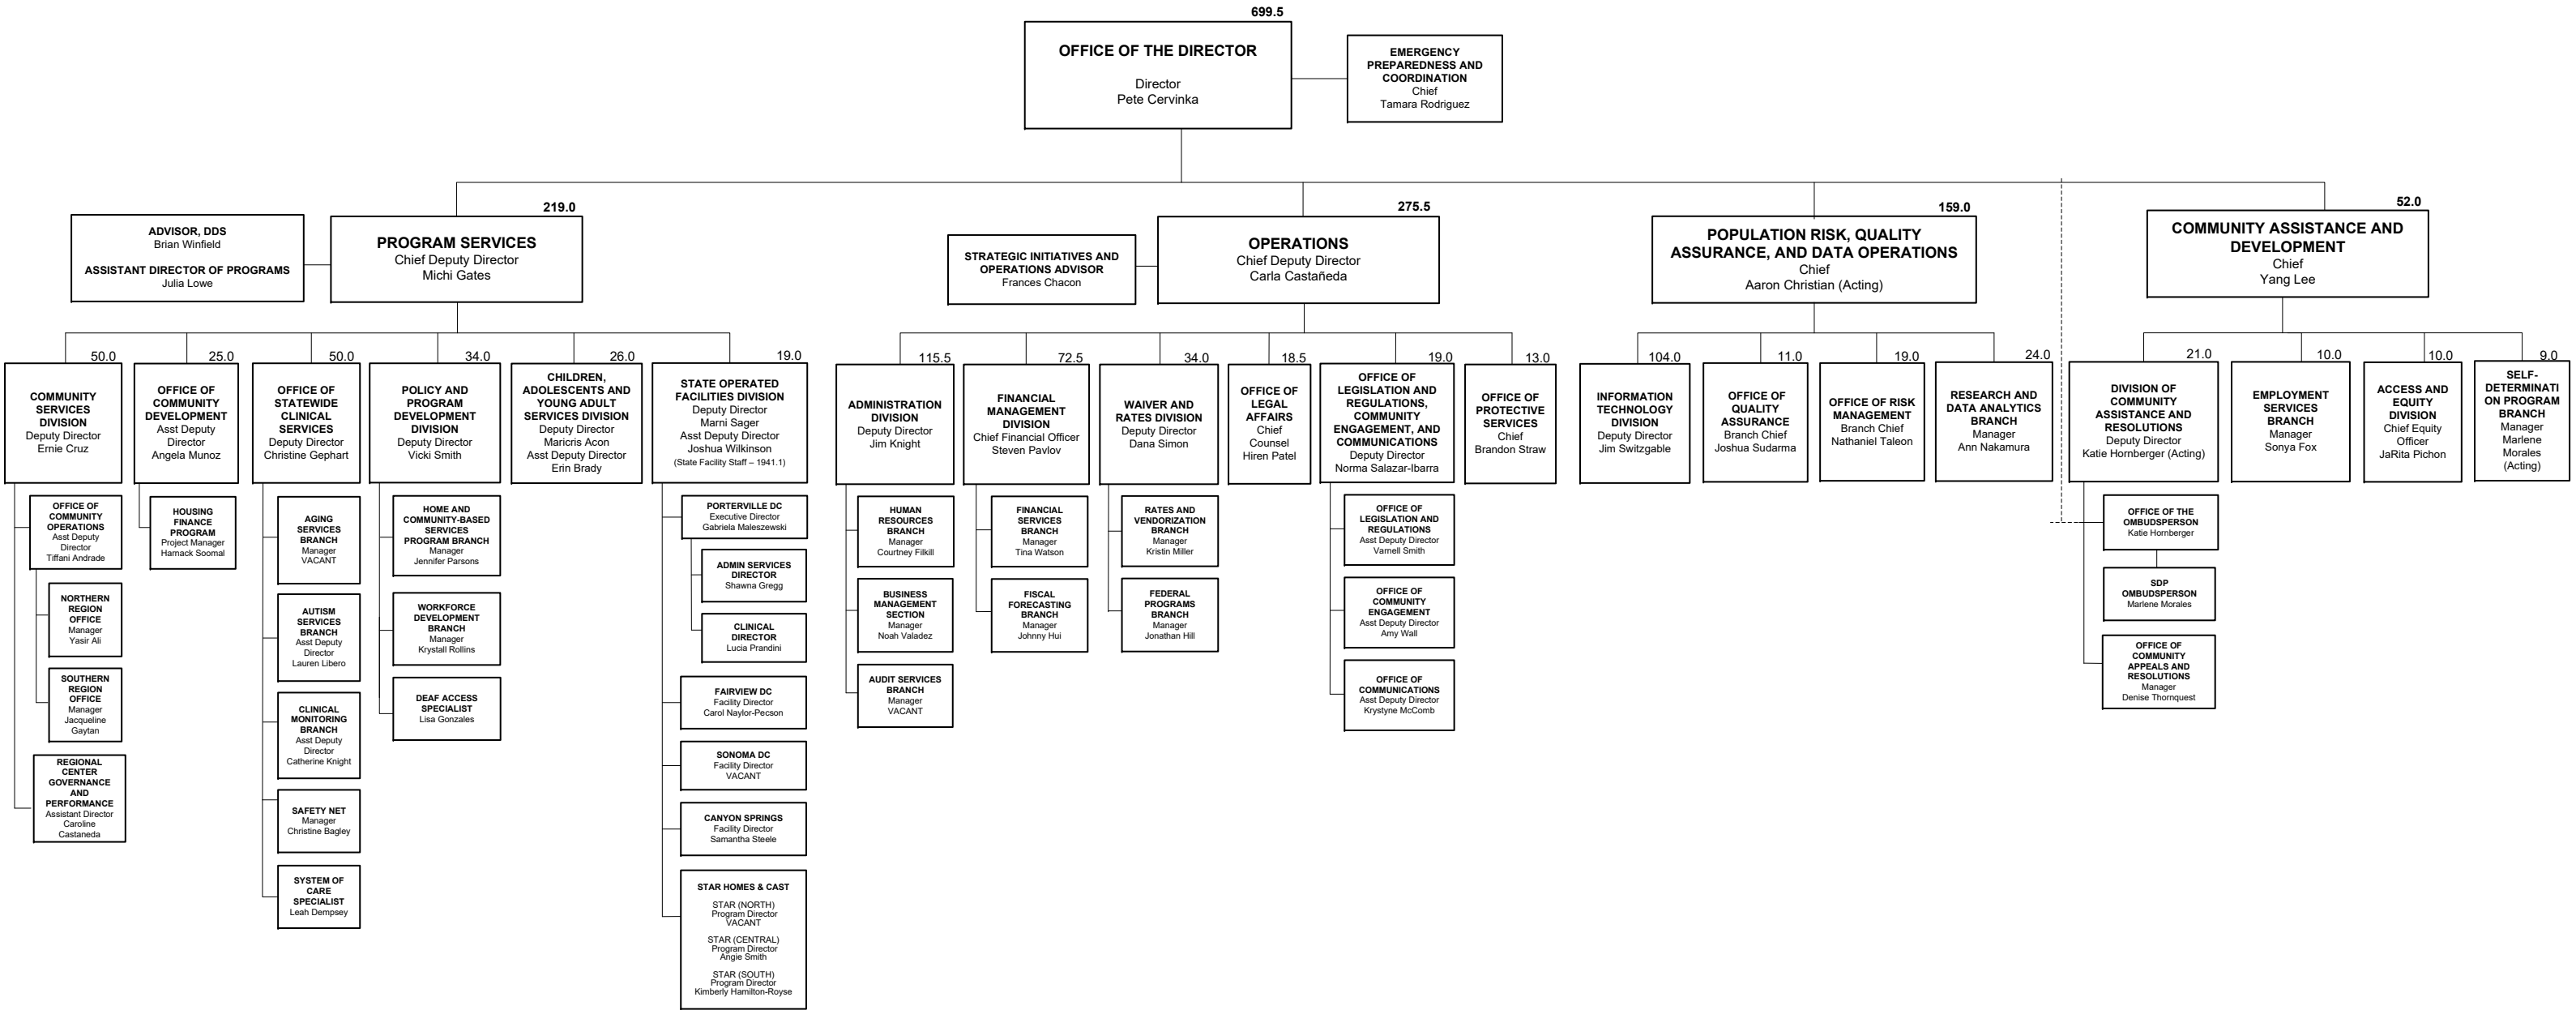 699.5
OFFICE OF THE DIRECTOR
Director
Pete Cervinka
EMERGENCY
PREPAREDNESS AND
COORDINATION
Chief
Tamara Rodriguez
ADVISOR, DDS
Brian Winfield
ASSISTANT DIRECTOR OF PROGRAMS
Julia Lowe
219.0
PROGRAM SERVICES
Chief Deputy Director
Michi Gates
STRATEGIC INITIATIVES AND
OPERATIONS ADVISOR
Frances Chacon
275.5
OPERATIONS
Chief Deputy Director
Carla Castañeda
159.0
POPULATION RISK, QUALITY
ASSURANCE, AND DATA OPERATIONS
Chief
Aaron Christian (Acting)
52.0
COMMUNITY ASSISTANCE AND
DEVELOPMENT
Chief
Yang Lee
50.0
COMMUNITY
SERVICES
DIVISION
Deputy Director
Ernie Cruz
25.0
OFFICE OF
COMMUNITY
DEVELOPMENT
Asst Deputy
Director
Angela Munoz
50.0
OFFICE OF
STATEWIDE
CLINICAL
SERVICES
Deputy Director
Christine Gephart
34.0
POLICY AND
PROGRAM
DEVELOPMENT
DIVISION
Deputy Director
Vicki Smith
26.0
CHILDREN,
ADOLESCENTS AND
YOUNG ADULT
SERVICES DIVISION
Deputy Director
Maricris Acon
Asst Deputy Director
Erin Brady
19.0
STATE OPERATED
FACILITIES DIVISION
Deputy Director
Marni Sager
Asst Deputy Director
Joshua Wilkinson
(State Facility Staff – 1941.1)
115.5
ADMINISTRATION
DIVISION
Deputy Director
Jim Knight
72.5
FINANCIAL
MANAGEMENT
DIVISION
Chief Financial Officer
Steven Pavlov
34.0
WAIVER AND
RATES DIVISION
Deputy Director
Dana Simon
18.5
OFFICE OF
LEGAL
AFFAIRS
Chief
Counsel
Hiren Patel
19.0
OFFICE OF
LEGISLATION AND
REGULATIONS,
COMMUNITY
ENGAGEMENT, AND
COMMUNICATIONS
Deputy Director
Norma Salazar-Ibarra
13.0
OFFICE OF
PROTECTIVE
SERVICES
Chief
Brandon Straw
104.0
INFORMATION
TECHNOLOGY
DIVISION
Deputy Director
Jim Switzgable
11.0
OFFICE OF
QUALITY
ASSURANCE
Branch Chief
Joshua Sudarma
19.0
OFFICE OF RISK
MANAGEMENT
Branch Chief
Nathaniel Taleon
24.0
RESEARCH AND
DATA ANALYTICS
BRANCH
Manager
Ann Nakamura
21.0
DIVISION OF
COMMUNITY
ASSISTANCE AND
RESOLUTIONS
Deputy Director
Katie Hornberger (Acting)
10.0
EMPLOYMENT
SERVICES
BRANCH
Manager
Sonya Fox
10.0
ACCESS AND
EQUITY
DIVISION
Chief Equity
Officer
JaRita Pichon
9.0
SELF-
DETERMINATI
ON PROGRAM
BRANCH
Manager
Marlene
Morales
(Acting)
OFFICE OF
COMMUNITY
OPERATIONS
Asst Deputy
Director
Tiffani Andrade
NORTHERN
REGION
OFFICE
Manager
Yasir Ali
SOUTHERN
REGION
OFFICE
Manager
Jacqueline
Gaytan
REGIONAL
CENTER
GOVERNANCE
AND
PERFORMANCE
Assistant Director
Caroline
Castaneda
HOUSING
FINANCE
PROGRAM
Project Manager
Harnack Soomal
AGING
SERVICES
BRANCH
Manager
VACANT
AUTISM
SERVICES
BRANCH
Asst Deputy
Director
Lauren Libero
CLINICAL
MONITORING
BRANCH
Asst Deputy
Director
Catherine Knight
SAFETY NET
Manager
Christine Bagley
SYSTEM OF
CARE
SPECIALIST
Leah Dempsey
HOME AND
COMMUNITY-BASED
SERVICES
PROGRAM BRANCH
Manager
Jennifer Parsons
WORKFORCE
DEVELOPMENT
BRANCH
Manager
Krystall Rollins
DEAF ACCESS
SPECIALIST
Lisa Gonzales
PORTERVILLE DC
Executive Director
Gabriela Maleszewski
ADMIN SERVICES
DIRECTOR
Shawna Gregg
CLINICAL
DIRECTOR
Lucia Prandini
FAIRVIEW DC
Facility Director
Carol Naylor-Pecson
SONOMA DC
Facility Director
VACANT
CANYON SPRINGS
Facility Director
Samantha Steele
STAR HOMES & CAST
STAR (NORTH)
Program Director
VACANT
STAR (CENTRAL)
Program Director
Angie Smith
STAR (SOUTH)
Program Director
Kimberly Hamilton-Royse
HUMAN
RESOURCES
BRANCH
Manager
Courtney Filkill
BUSINESS
MANAGEMENT
SECTION
Manager
Noah Valadez
AUDIT SERVICES
BRANCH
Manager
VACANT
FINANCIAL
SERVICES
BRANCH
Manager
Tina Watson
FISCAL
FORECASTING
BRANCH
Manager
Johnny Hui
RATES AND
VENDORIZATION
BRANCH
Manager
Kristin Miller
FEDERAL
PROGRAMS
BRANCH
Manager
Jonathan Hill
OFFICE OF
LEGISLATION AND
REGULATIONS
Asst Deputy Director
Varnell Smith
OFFICE OF
COMMUNITY
ENGAGEMENT
Asst Deputy Director
Amy Wall
OFFICE OF
COMMUNICATIONS
Asst Deputy Director
Krystyne McComb
OFFICE OF THE
OMBUDSPERSON
Katie Hornberger
SDP
OMBUDSPERSON
Marlene Morales
OFFICE OF
COMMUNITY
APPEALS AND
RESOLUTIONS
Manager
Denise Thornquest